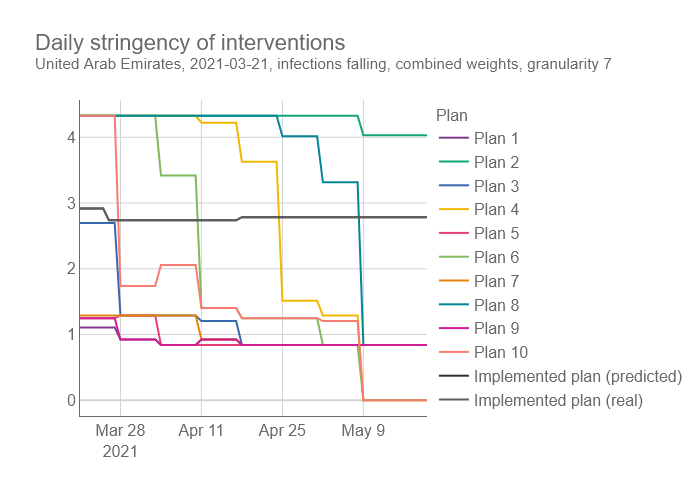 Daily stringency of interventions
United Arab Emirates, 2021-03-21, infections falling, combined weights, granularity 7
Plan
Plan 1
Plan 2
Plan 3
Plan 4
Plan 5
Plan 6
Plan 7
Plan 8
Plan 9
Plan 10
Implemented plan (predicted)
Implemented plan (real)
4
3
2
1
0
Mar 28 Apr 11 Apr 25 May 9
2021